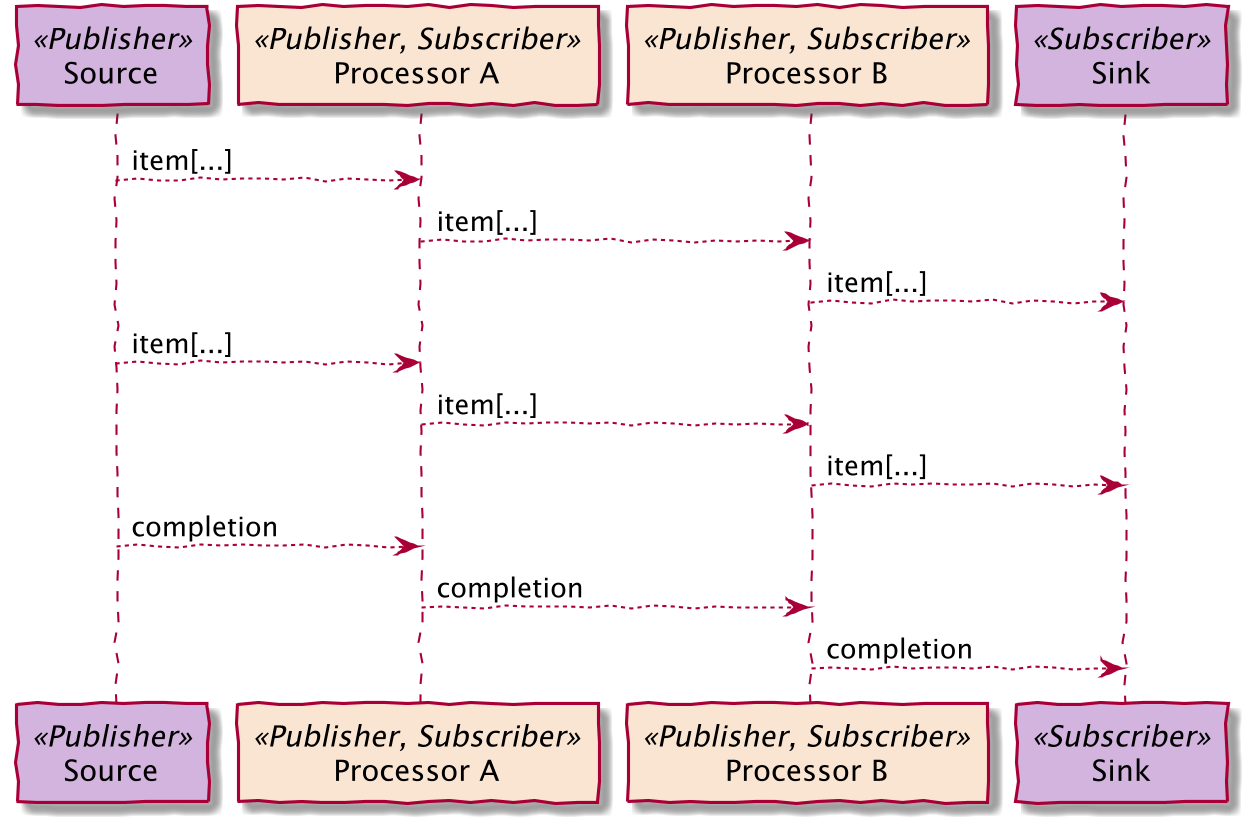 «Publisher»
Source
«Publisher, Subscriber»
Processor A
«Publisher, Subscriber»
Processor B
«Subscriber»
Sink
item[...]
item[...]
item[...]
item[...]
item[...]
item[...]
completion
completion
completion
«Publisher»
Source
«Publisher, Subscriber»
Processor A
«Publisher, Subscriber»
Processor B
«Subscriber»
Sink